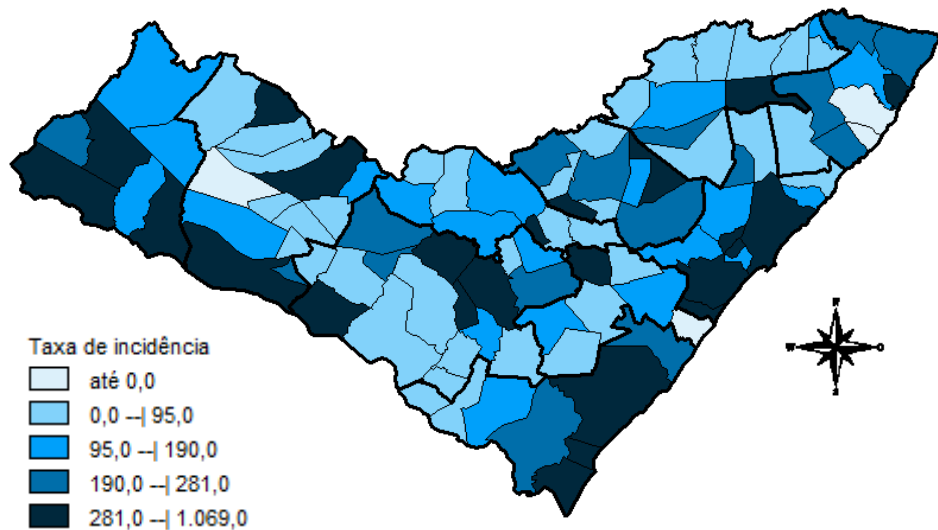 Taxa de incidência
até 0,0
0,0 --| 95,0
95,0 --| 190,0
190,0 --| 281,0
281,0 --| 1.069,0